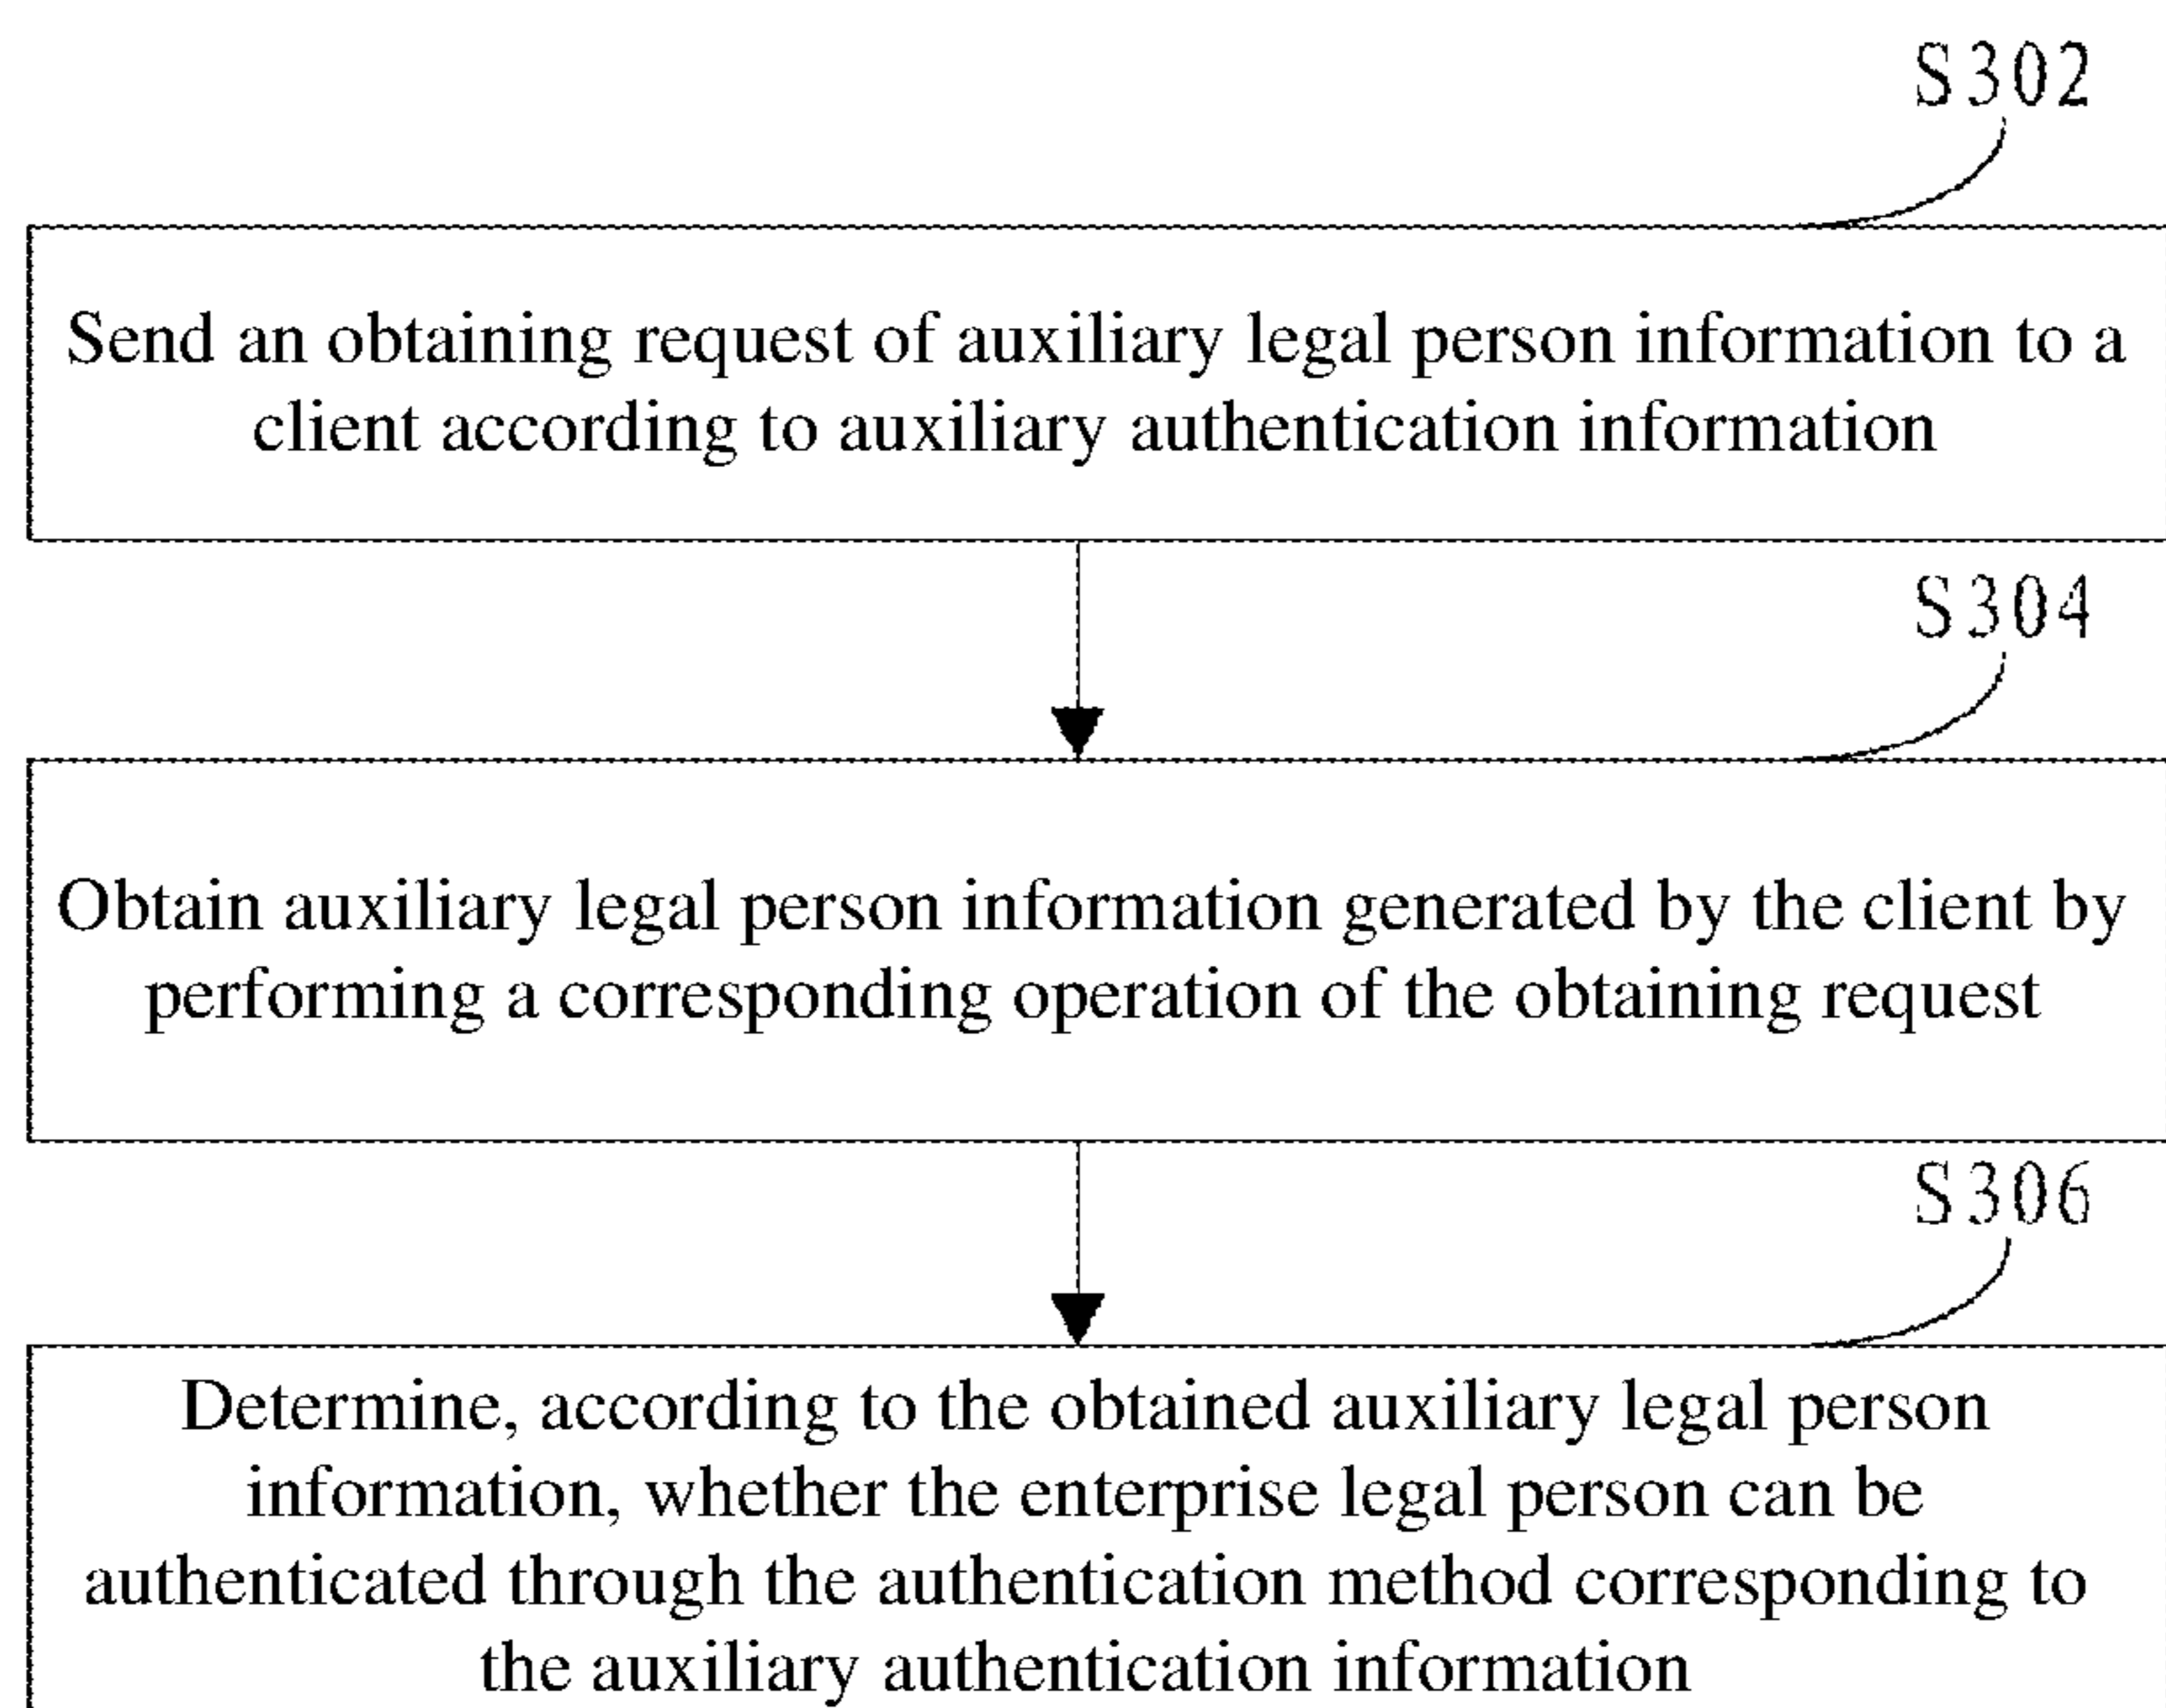 S302
Send an obtaining request of auxiliary legal person information to a
client according to auxiliary authentication information
S304
Obtain auxiliary legal person information generated by the client by
performing a corresponding operation of the obtaining request
S306
Determine, according to the obtained auxiliary legal person
information, whether the enterprise legal person can be
authenticated through the authentication method corresponding to
the auxiliary authentication information